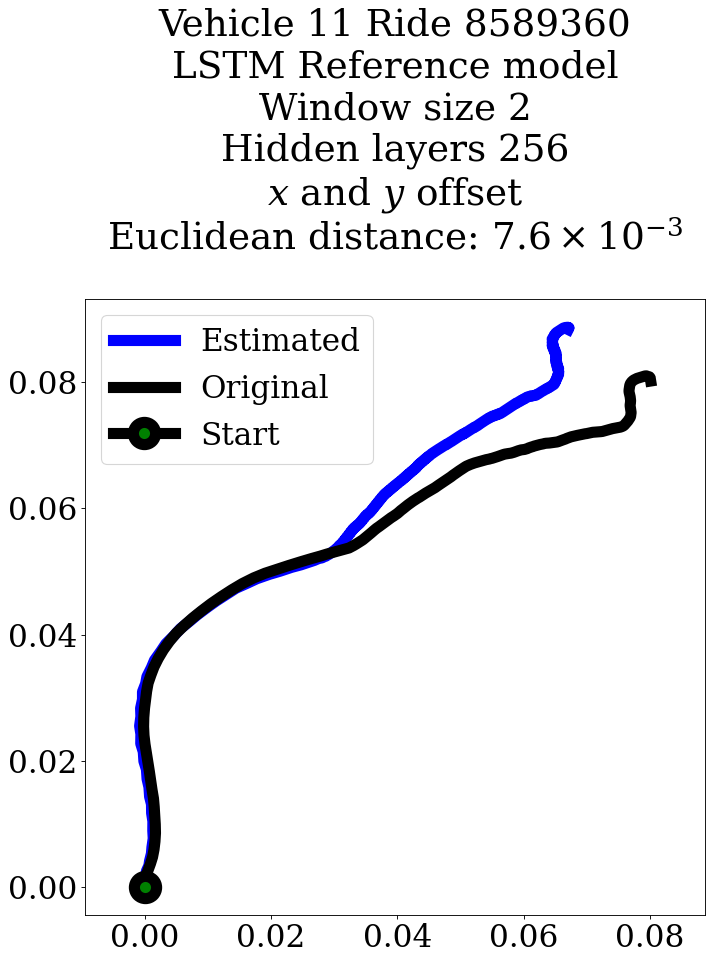 Vehicle 11 Ride 8589360
LSTM Reference model
Window size 2
Hidden layers 256
x and y offset
Euclidean distance: 7.6 × 10⁻³
Estimated
Original
Start
0.08
0.06
0.04
0.02
0.00
0.00 0.02 0.04 0.06 0.08